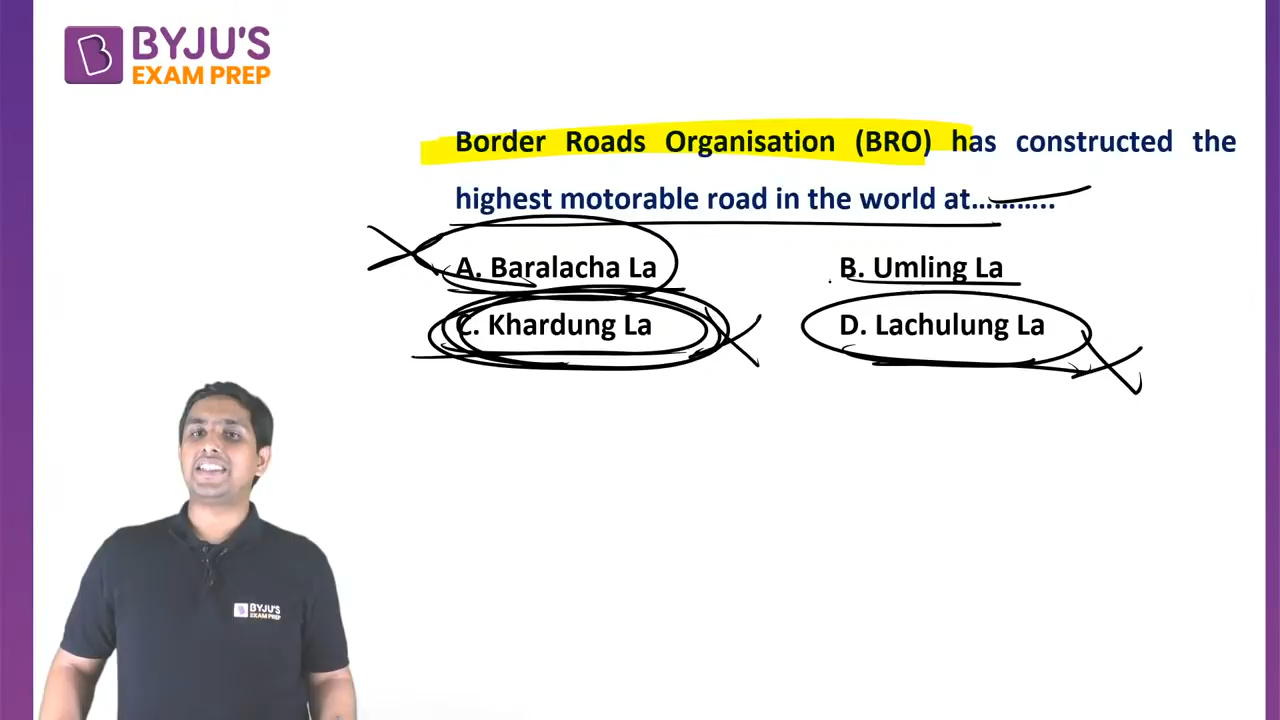 BYJU'S
EXAM PREP
Border Roads Organisation (BRO) has constructed the
highest motorable road in the world at...........
A. Baralacha La
B. Umling La
C. Khardung La
D. Lachulung La
BYJU'S
EXAM PREP